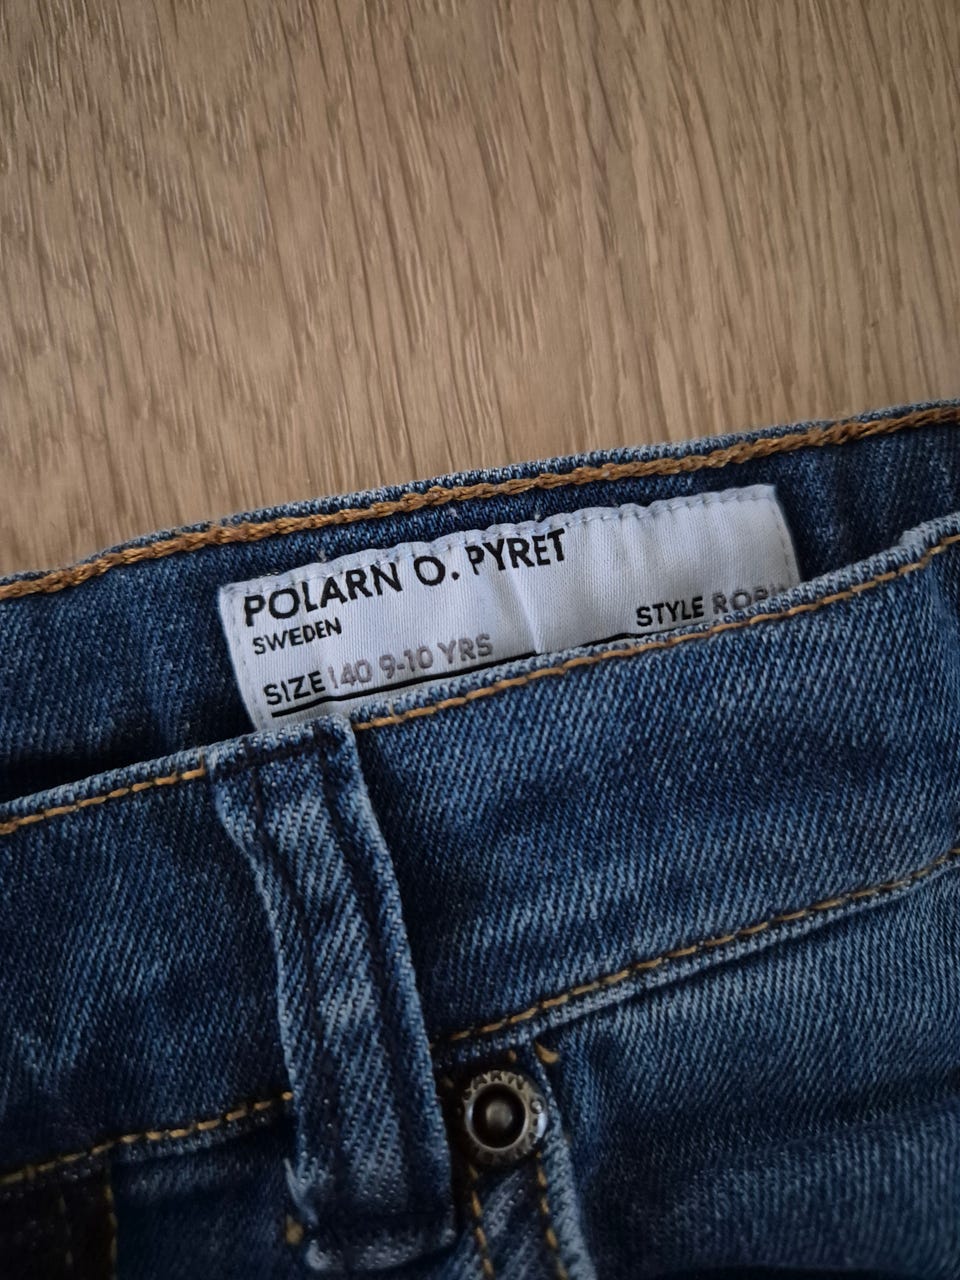 POLARN O. PYRET
SWEDEN
SIZE 140 9-10 YRS
STYLE